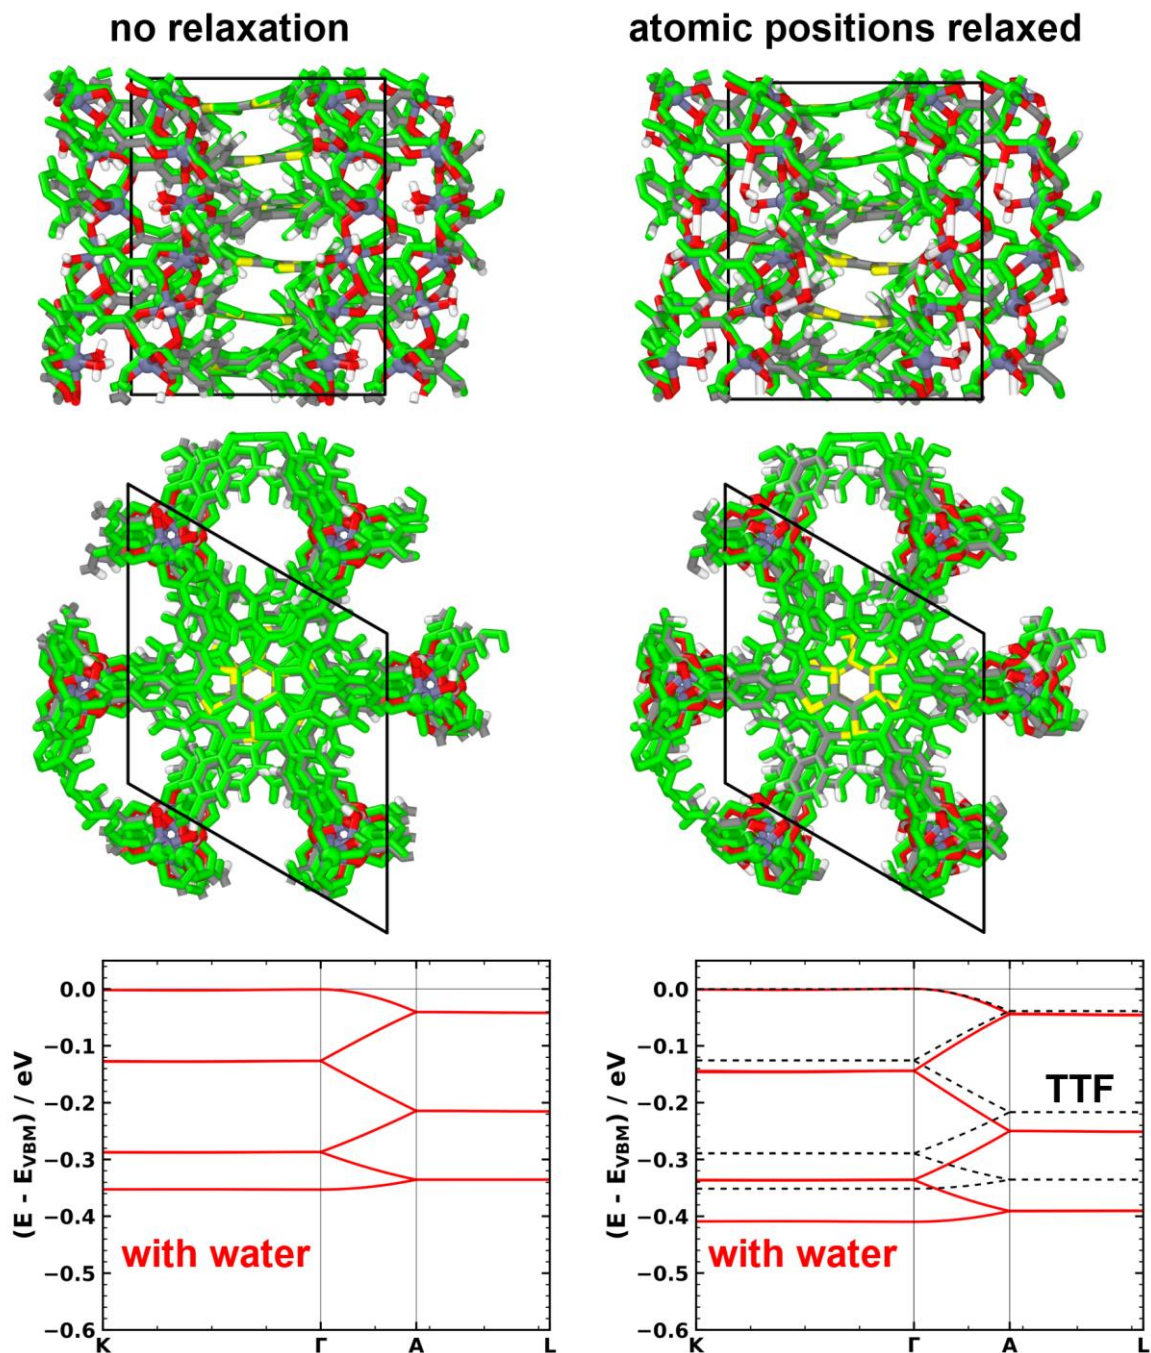 no relaxation
atomic positions relaxed
0.0
−0.1
−0.2
−0.3
−0.4
−0.5
−0.6
(E - E_VBM) / eV
with water
K Γ A L
0.0
−0.1
−0.2
−0.3
−0.4
−0.5
−0.6
(E - E_VBM) / eV
TTF
with water
K Γ A L